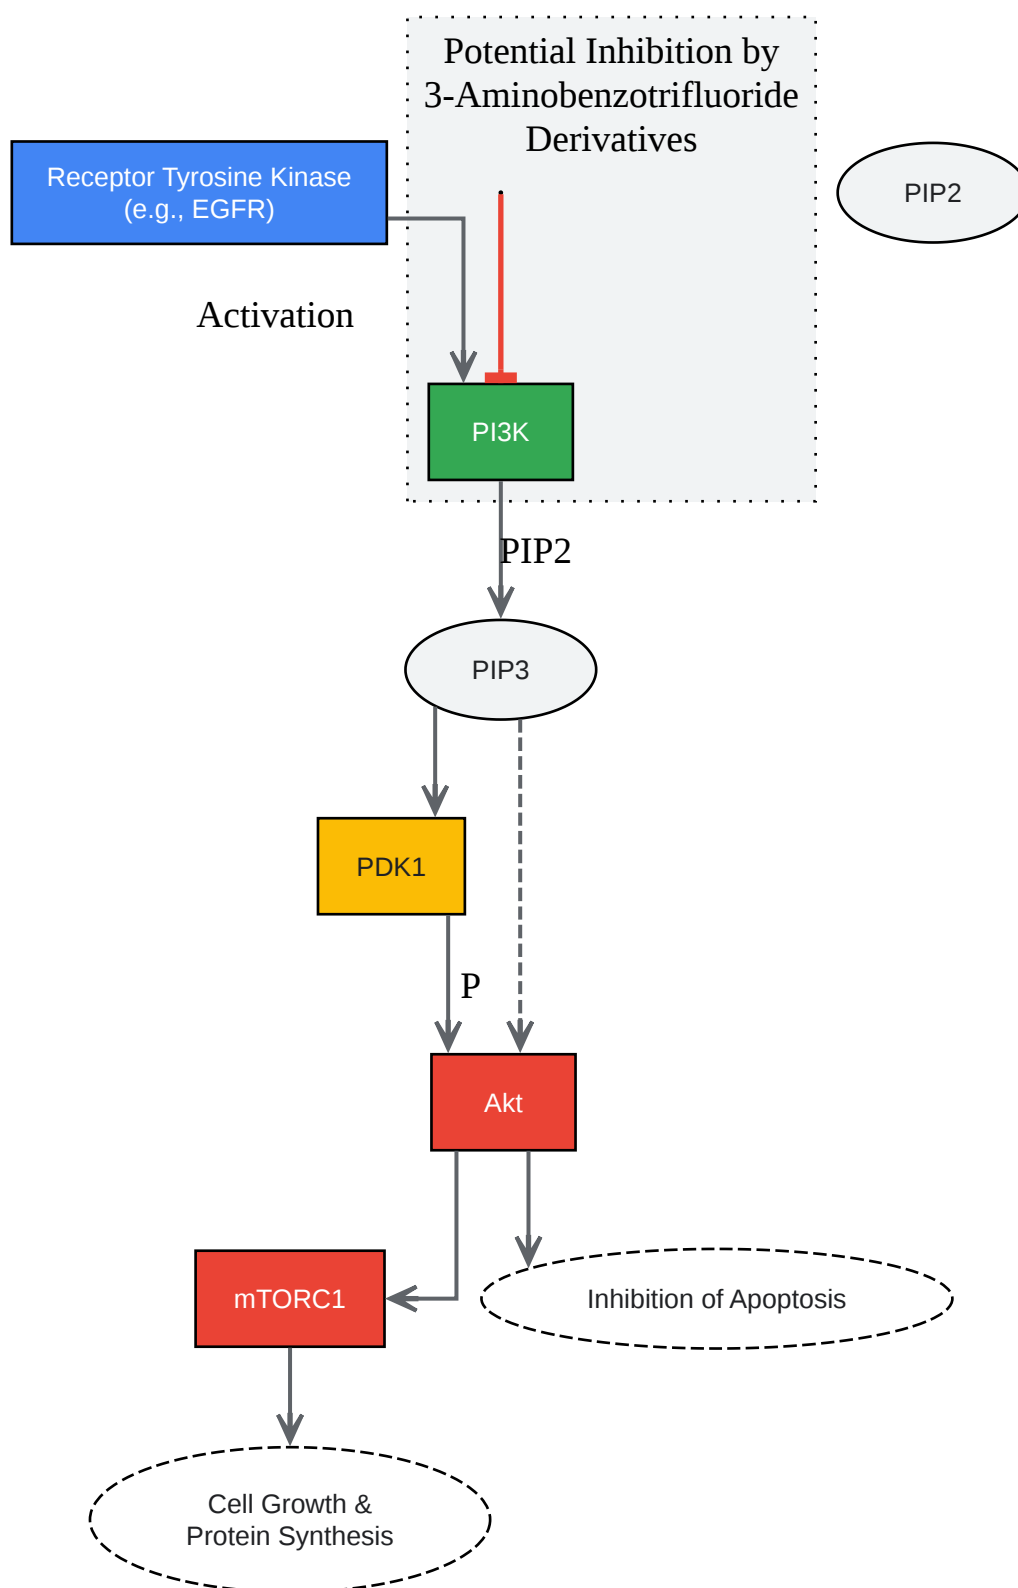 Potential Inhibition by
3-Aminobenzotrifluoride
Derivatives
Receptor Tyrosine Kinase
(e.g., EGFR)
PIP2
Activation
PI3K
PIP2
PIP3
PDK1
P
Akt
mTORC1
Inhibition of Apoptosis
Cell Growth &
Protein Synthesis